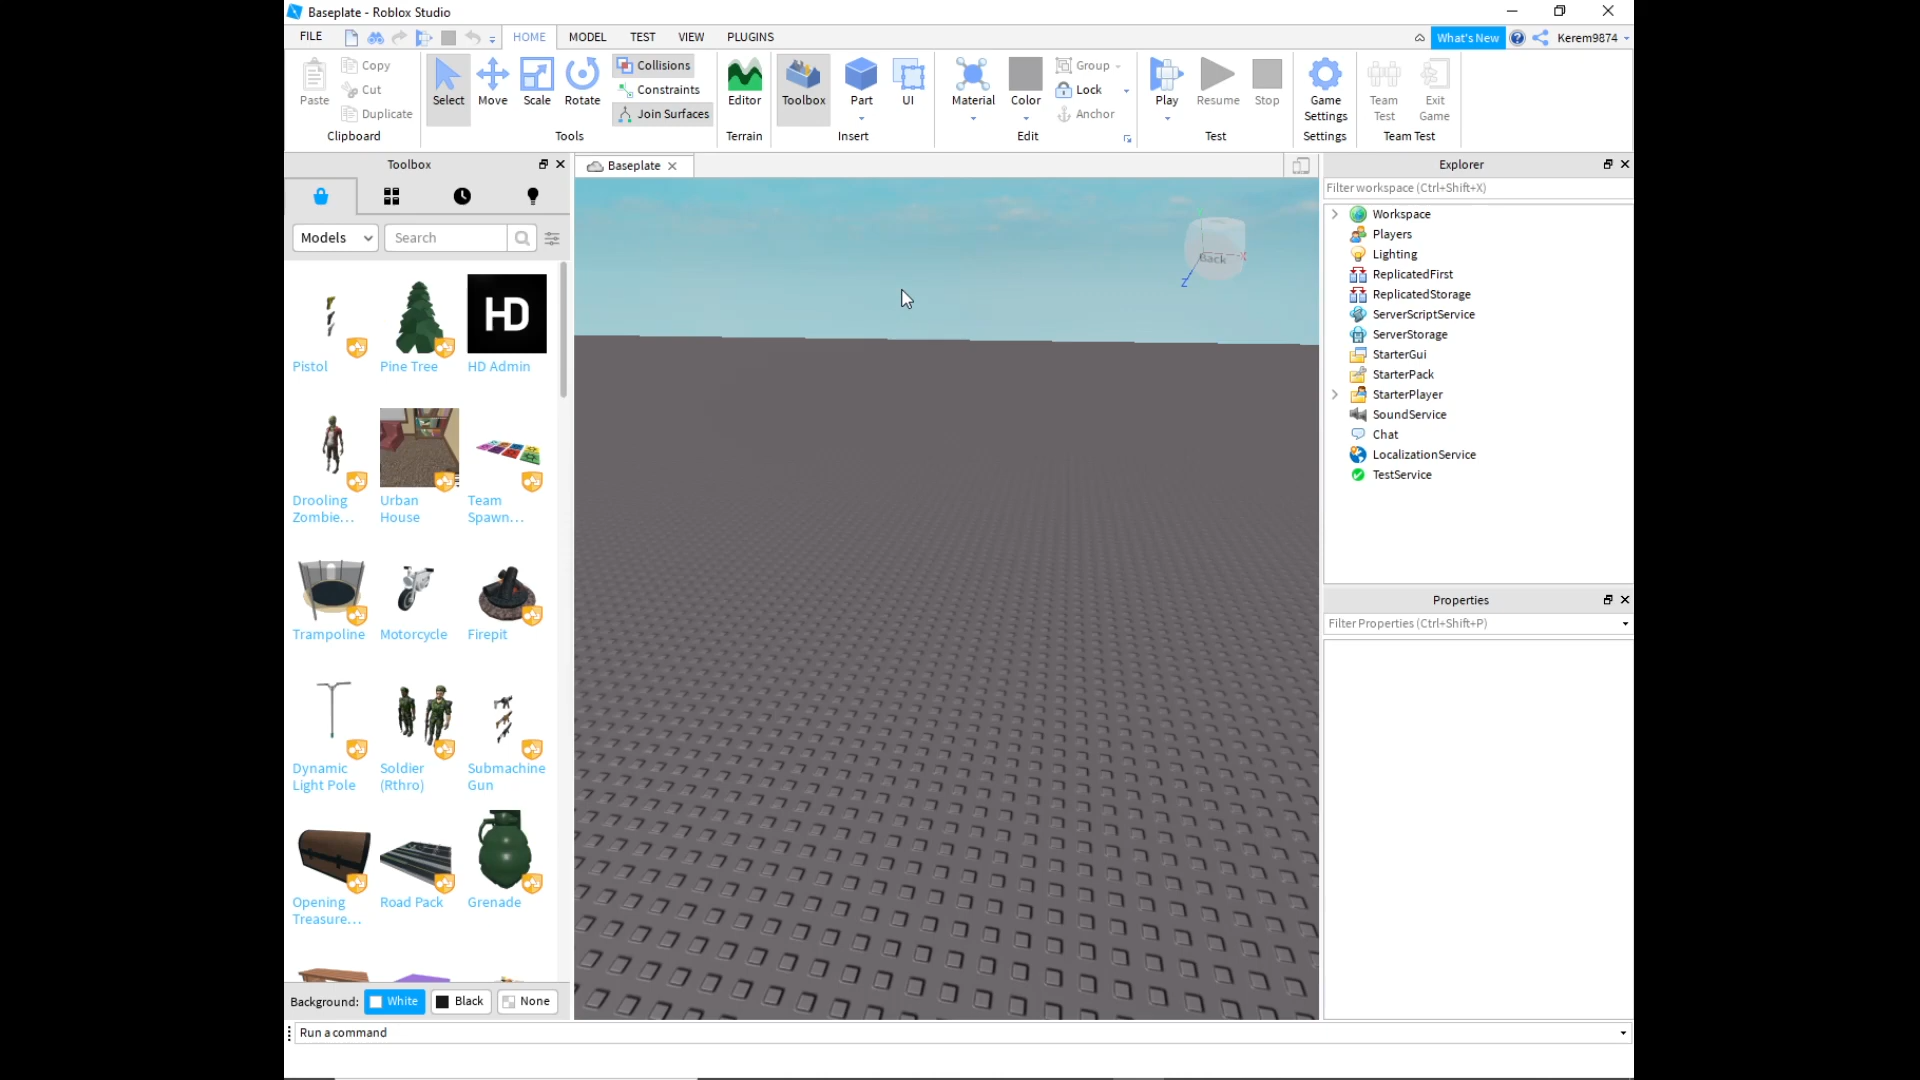 Baseplate - Roblox Studio
FILE
HOME
MODEL
TEST
VIEW
PLUGINS
What's New
Kerem9874
Paste
Copy
Cut
Duplicate
Clipboard
Select
Move
Scale
Rotate
Collisions
Constraints
Join Surfaces
Tools
Editor
Terrain
Toolbox
Part
UI
Insert
Material
Color
Group
Lock
Anchor
Edit
Play
Resume
Stop
Test
Game
Settings
Settings
Team
Test
Exit
Game
Team Test
Toolbox
Models
Search
Pistol
Pine Tree
HD
HD Admin
Drooling
Zombie...
Urban
House
Team
Spawn...
Trampoline
Motorcycle
Firepit
Dynamic
Light Pole
Soldier
(Rthro)
Submachine
Gun
Opening
Treasure...
Road Pack
Grenade
Background:
White
Black
None
Baseplate
Back
Z
X
Explorer
Filter workspace (Ctrl+Shift+X)
Workspace
Players
Lighting
ReplicatedFirst
ReplicatedStorage
ServerScriptService
ServerStorage
StarterGui
StarterPack
StarterPlayer
SoundService
Chat
LocalizationService
TestService
Properties
Filter Properties (Ctrl+Shift+P)
Run a command